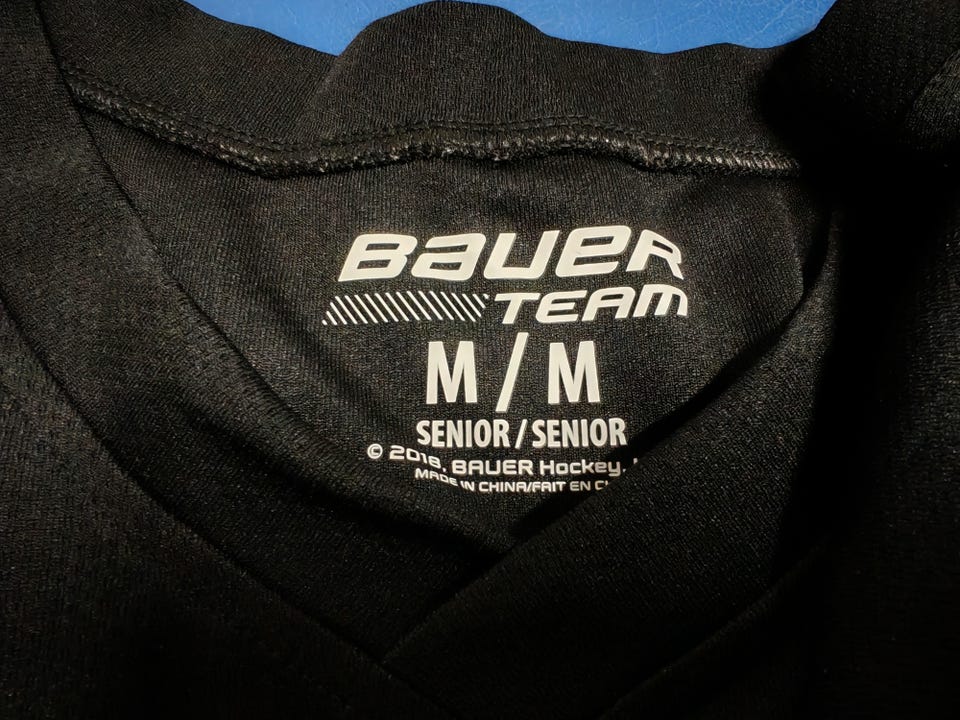 BAUER
TEAM
M / M
SENIOR / SENIOR
© 2018, BAUER Hockey,
MADE IN CHINA/FAIT EN